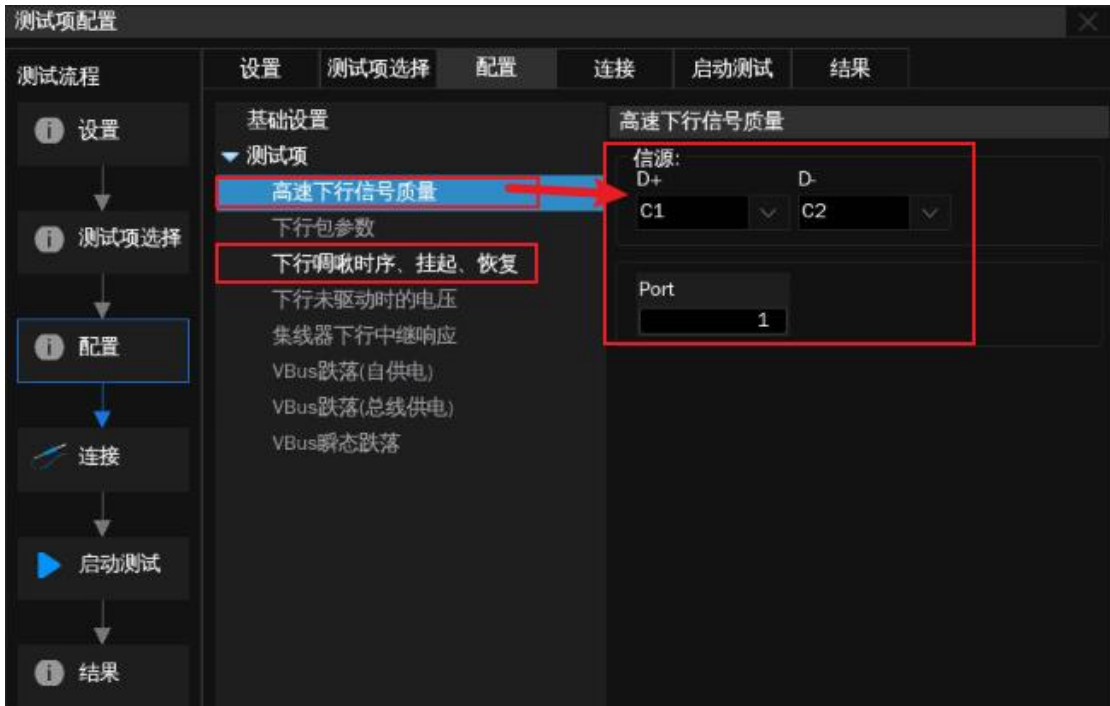 测试项配置
测试流程
设置
测试项选择
配置
连接
启动测试
结果
设置 测试项选择 配置 连接 启动测试 结果
基础设置
测试项
高速下行信号质量
下行包参数
下行啁啾时序、挂起、恢复
下行未驱动时的电压
集线器下行中继响应
VBus跌落(自供电)
VBus跌落(总线供电)
VBus瞬态跌落
高速下行信号质量
信源:
D+ D-
C1 C2
Port
1